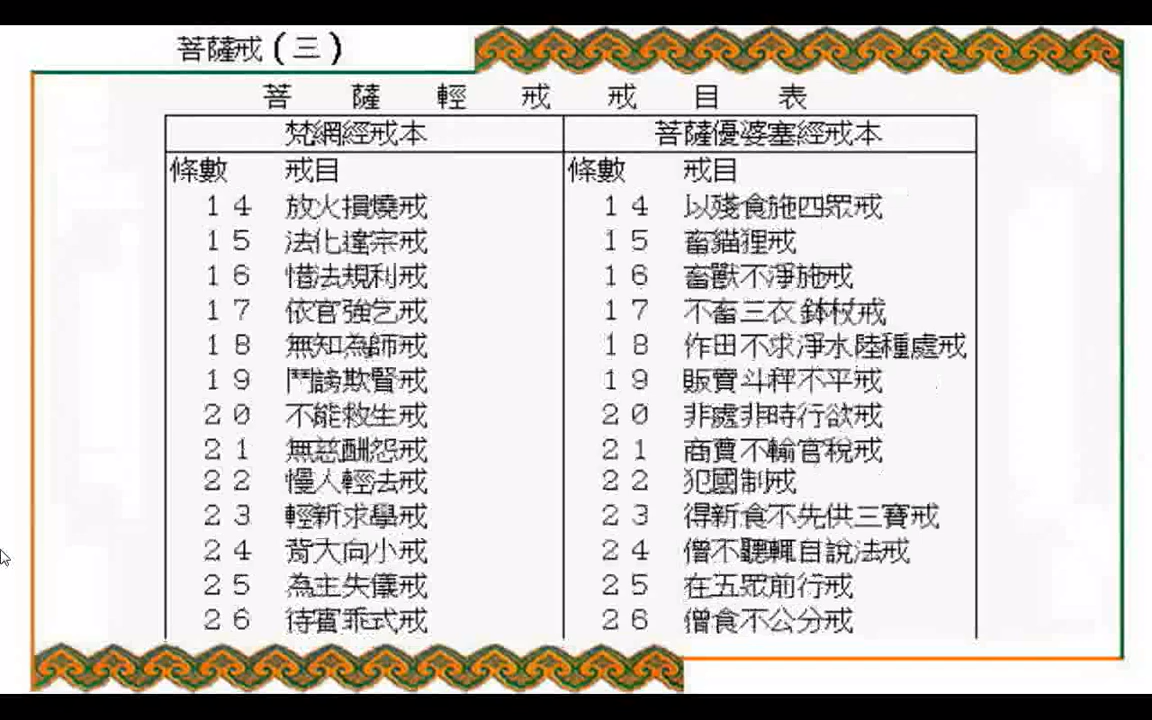 菩薩戒(三)
菩薩輕戒戒目表
梵網經戒本 菩薩優婆塞經戒本
條數 戒目 條數 戒目
14 放火損燒戒 14 以殘食施四眾戒
15 法化違宗戒 15 畜貓狸戒
16 惜法規利戒 16 畜獸不淨施戒
17 依官強乞戒 17 不畜三衣鉢杖戒
18 無知為師戒 18 作田不求淨水陸種處戒
19 鬥謗欺賢戒 19 販賣斗秤不平戒
20 不能救生戒 20 非處非時行欲戒
21 無慈酬怨戒 21 商賈不輸官稅戒
22 慢人輕法戒 22 犯國制戒
23 輕新求學戒 23 得新食不先供三寶戒
24 背大向小戒 24 僧不聽輒自說法戒
25 為主失儀戒 25 在五眾前行戒
26 待賓乖式戒 26 僧食不公分戒